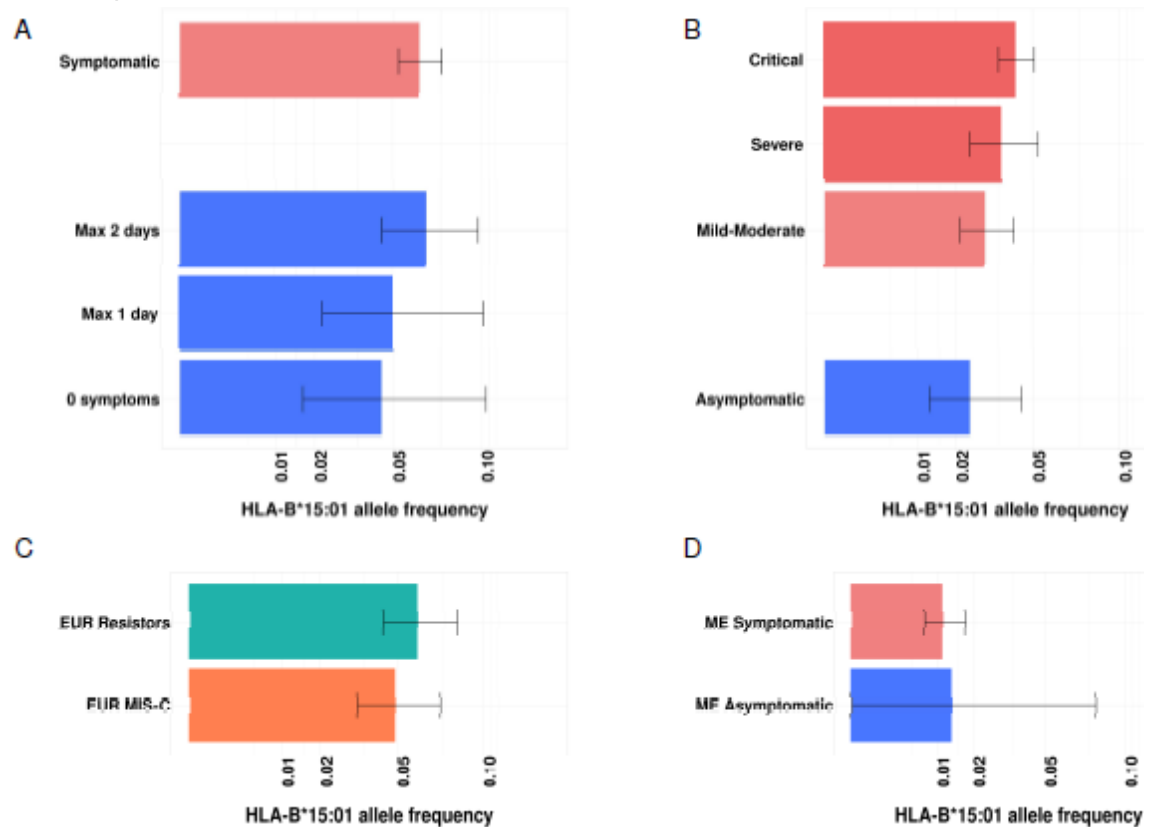 A
Symptomatic
Max 2 days
Max 1 day
0 symptoms
0.01
0.02
0.05
0.10
HLA-B*15:01 allele frequency
B
Critical
Severe
Mild-Moderate
Asymptomatic
0.01
0.02
0.05
0.10
HLA-B*15:01 allele frequency
C
EUR Resistors
EUR MIS-C
0.01
0.02
0.05
0.10
HLA-B*15:01 allele frequency
D
ME Symptomatic
ME Asymptomatic
0.01
0.02
0.05
0.10
HLA-B*15:01 allele frequency